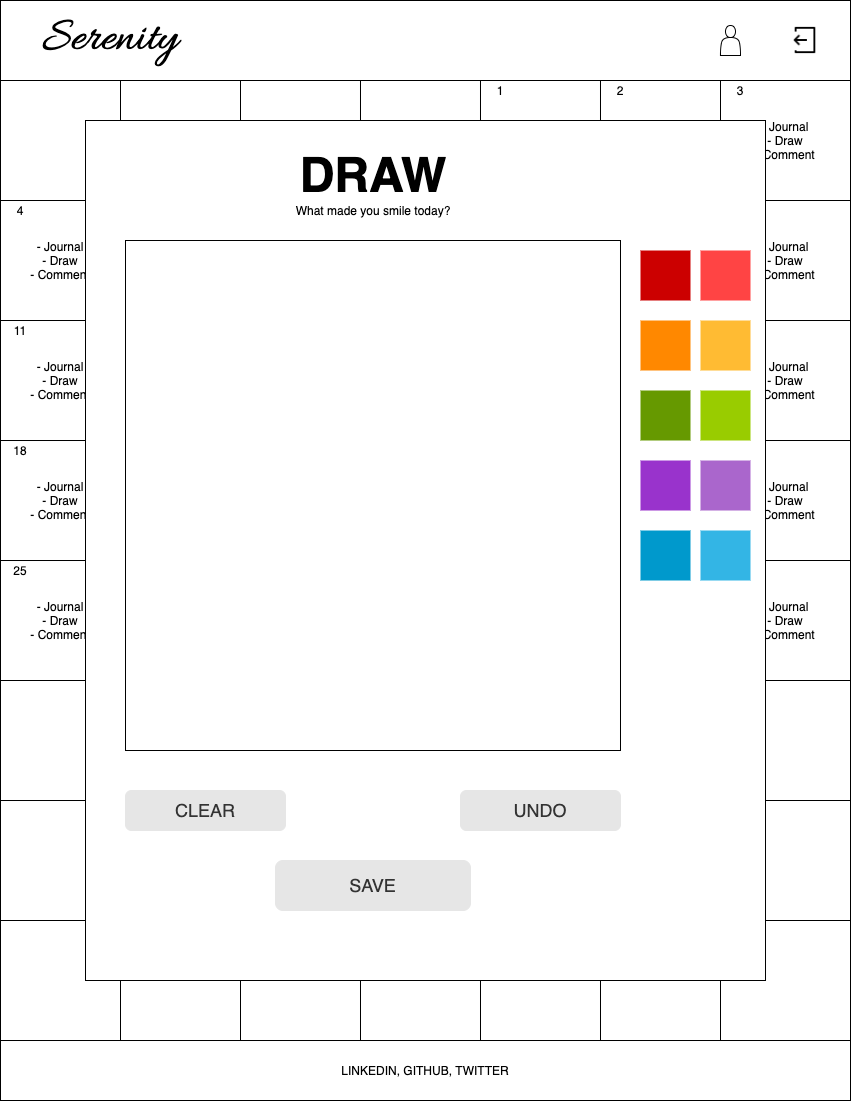 Serenity
1
2
3
Journal
- Draw
Comment
DRAW
What made you smile today?
4
- Journal
- Draw
- Commen
Journal
- Draw
Comment
11
- Journal
- Draw
- Commen
Journal
- Draw
Comment
18
- Journal
- Draw
- Commen
Journal
- Draw
Comment
25
- Journal
- Draw
- Commen
Journal
- Draw
Comment
CLEAR
UNDO
SAVE
LINKEDIN, GITHUB, TWITTER